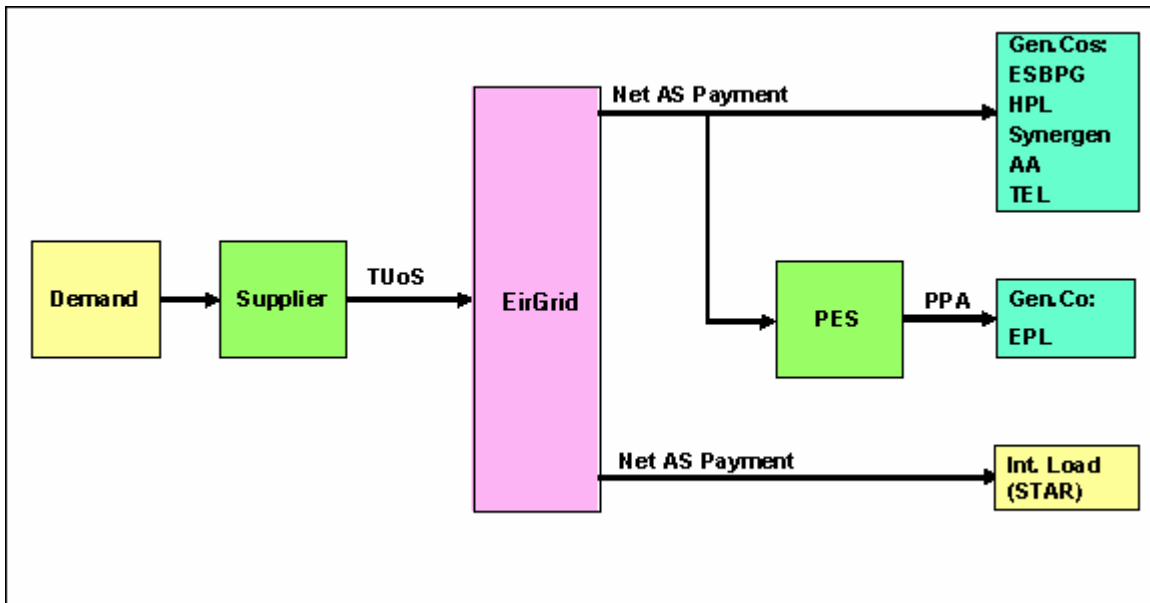 Gen.Cos:
ESBPG
HPL
Synergen
AA
TEL
Net AS Payment
Demand
Supplier
TUoS
EirGrid
PES
PPA
Gen.Co:
EPL
Net AS Payment
Int. Load
(STAR)